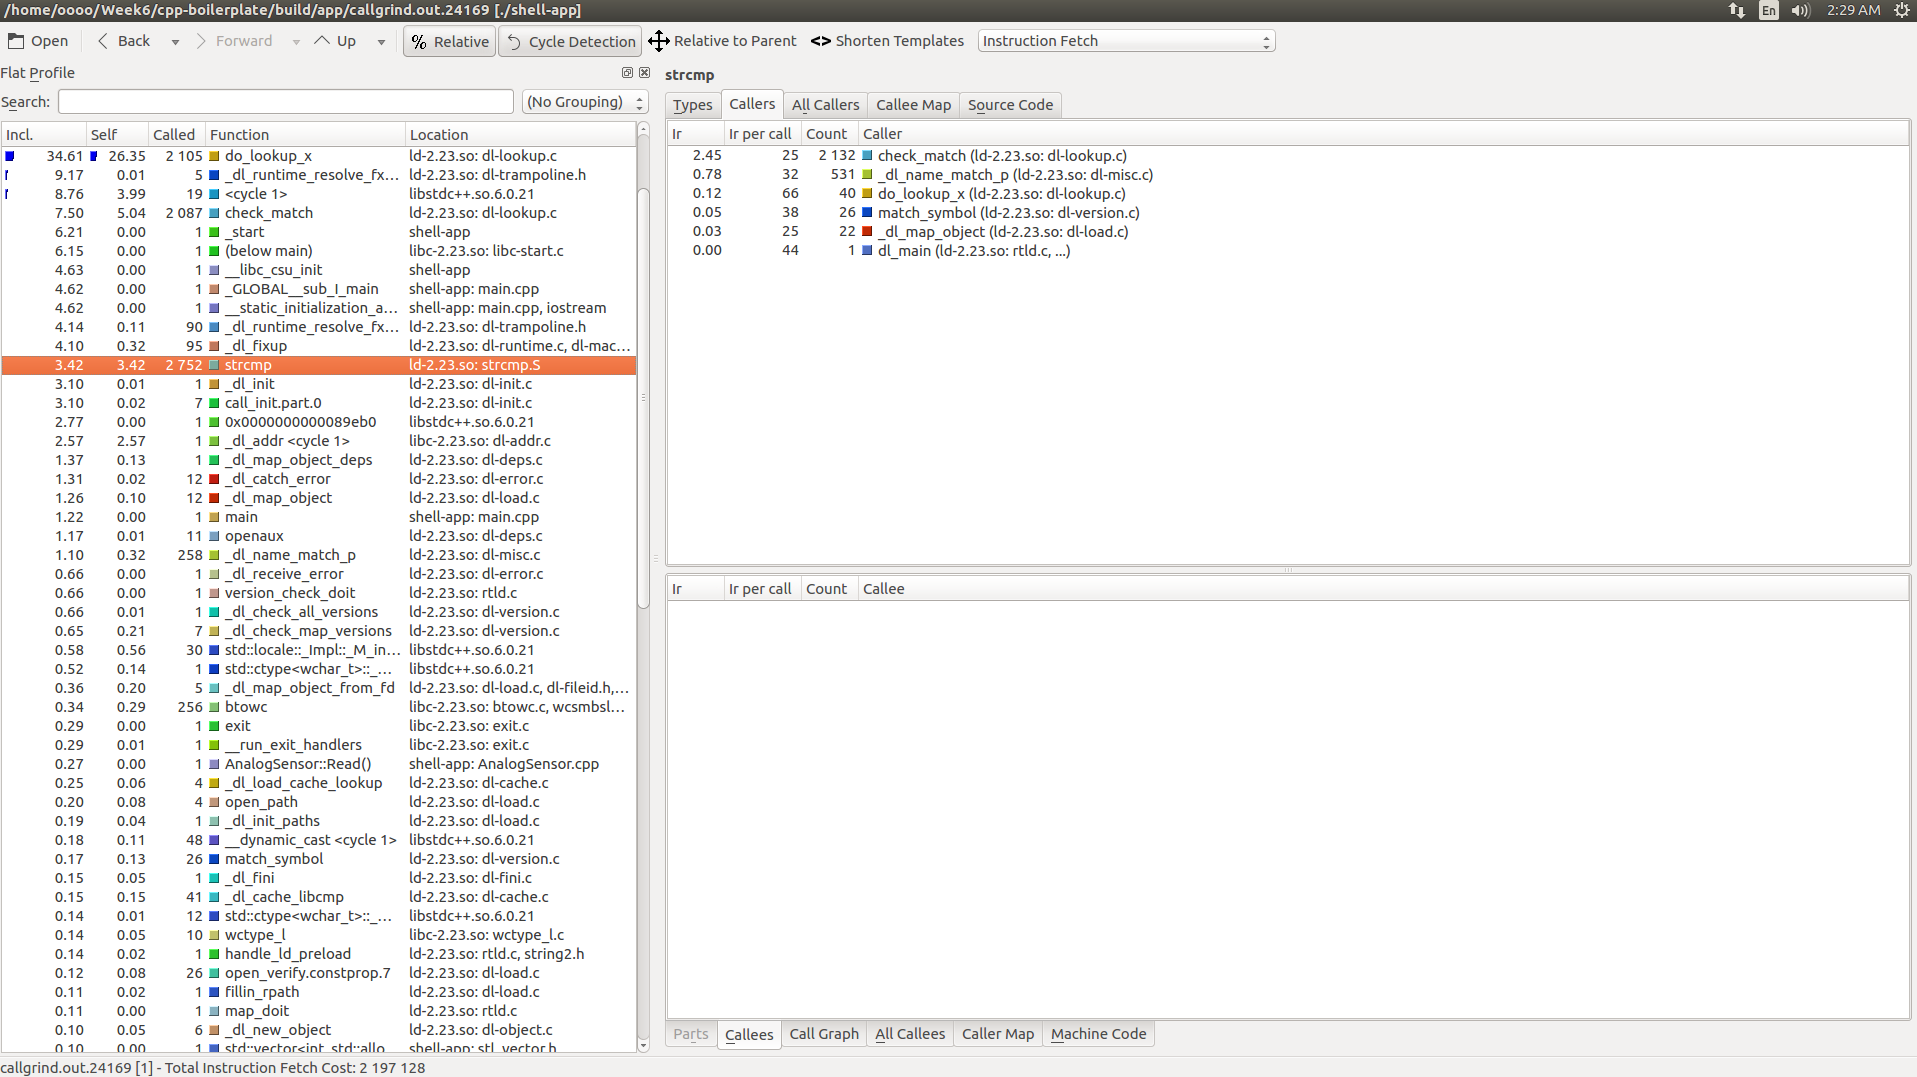 /home/oooo/Week6/cpp-boilerplate/build/app/callgrind.out.24169 [./shell-app]
En 2:29 AM
Open Back Forward Up % Relative Cycle Detection Relative to Parent <> Shorten Templates Instruction Fetch
Flat Profile
Search: (No Grouping)
Incl. Self Called Function Location
34.61 26.35 2 105 do_lookup_x ld-2.23.so: dl-lookup.c
9.17 0.01 5 _dl_runtime_resolve_fx... ld-2.23.so: dl-trampoline.h
8.76 3.99 19 <cycle 1> libstdc++.so.6.0.21
7.50 5.04 2 087 check_match ld-2.23.so: dl-lookup.c
6.21 0.00 1 _start shell-app
6.15 0.00 1 (below main) libc-2.23.so: libc-start.c
4.63 0.00 1 __libc_csu_init shell-app
4.62 0.00 1 _GLOBAL__sub_I_main shell-app: main.cpp
4.62 0.00 1 __static_initialization_a... shell-app: main.cpp, iostream
4.14 0.11 90 _dl_runtime_resolve_fx... ld-2.23.so: dl-trampoline.h
4.10 0.32 95 _dl_fixup ld-2.23.so: dl-runtime.c, dl-mac...
3.42 3.42 2 752 strcmp ld-2.23.so: strcmp.S
3.10 0.01 1 _dl_init ld-2.23.so: dl-init.c
3.10 0.02 7 call_init.part.0 ld-2.23.so: dl-init.c
2.77 0.00 1 0x0000000000089eb0 libstdc++.so.6.0.21
2.57 2.57 1 _dl_addr <cycle 1> libc-2.23.so: dl-addr.c
1.37 0.13 1 _dl_map_object_deps ld-2.23.so: dl-deps.c
1.31 0.02 12 _dl_catch_error ld-2.23.so: dl-error.c
1.26 0.10 12 _dl_map_object ld-2.23.so: dl-load.c
1.22 0.00 1 main shell-app: main.cpp
1.17 0.01 11 openaux ld-2.23.so: dl-deps.c
1.10 0.32 258 _dl_name_match_p ld-2.23.so: dl-misc.c
0.66 0.00 1 _dl_receive_error ld-2.23.so: dl-error.c
0.66 0.00 1 version_check_doit ld-2.23.so: rtld.c
0.66 0.01 1 _dl_check_all_versions ld-2.23.so: dl-version.c
0.65 0.21 7 _dl_check_map_versions ld-2.23.so: dl-version.c
0.58 0.56 30 std::locale::_Impl::_M_in... libstdc++.so.6.0.21
0.52 0.14 1 std::ctype<wchar_t>::_... libstdc++.so.6.0.21
0.36 0.20 5 _dl_map_object_from_fd ld-2.23.so: dl-load.c, dl-fileid.h,...
0.34 0.29 256 btowc libc-2.23.so: btowc.c, wcsmbsl...
0.29 0.00 1 exit libc-2.23.so: exit.c
0.29 0.01 1 __run_exit_handlers libc-2.23.so: exit.c
0.27 0.00 1 AnalogSensor::Read() shell-app: AnalogSensor.cpp
0.25 0.06 4 _dl_load_cache_lookup ld-2.23.so: dl-cache.c
0.20 0.08 4 open_path ld-2.23.so: dl-load.c
0.19 0.04 1 _dl_init_paths ld-2.23.so: dl-load.c
0.18 0.11 48 __dynamic_cast <cycle 1> libstdc++.so.6.0.21
0.17 0.13 26 match_symbol ld-2.23.so: dl-version.c
0.15 0.05 1 _dl_fini ld-2.23.so: dl-fini.c
0.15 0.15 41 _dl_cache_libcmp ld-2.23.so: dl-cache.c
0.14 0.01 12 std::ctype<wchar_t>::_... libstdc++.so.6.0.21
0.14 0.05 10 wctype_l libc-2.23.so: wctype_l.c
0.14 0.02 1 handle_ld_preload ld-2.23.so: rtld.c, string2.h
0.12 0.08 26 open_verify.constprop.7 ld-2.23.so: dl-load.c
0.11 0.02 1 fillin_rpath ld-2.23.so: dl-load.c
0.11 0.00 1 map_doit ld-2.23.so: rtld.c
0.10 0.05 6 _dl_new_object ld-2.23.so: dl-object.c
0.10 0.00 1 std::vector<int, std::allo... shell-app: stl_vector.h
strcmp
Types Callers All Callers Callee Map Source Code
Ir Ir per call Count Caller
2.45 25 2 132 check_match (ld-2.23.so: dl-lookup.c)
0.78 32 531 _dl_name_match_p (ld-2.23.so: dl-misc.c)
0.12 66 40 do_lookup_x (ld-2.23.so: dl-lookup.c)
0.05 38 26 match_symbol (ld-2.23.so: dl-version.c)
0.03 25 22 _dl_map_object (ld-2.23.so: dl-load.c)
0.00 44 1 dl_main (ld-2.23.so: rtld.c, ...)
Ir Ir per call Count Callee
Parts Callees Call Graph All Callees Caller Map Machine Code
callgrind.out.24169 [1] - Total Instruction Fetch Cost: 2 197 128